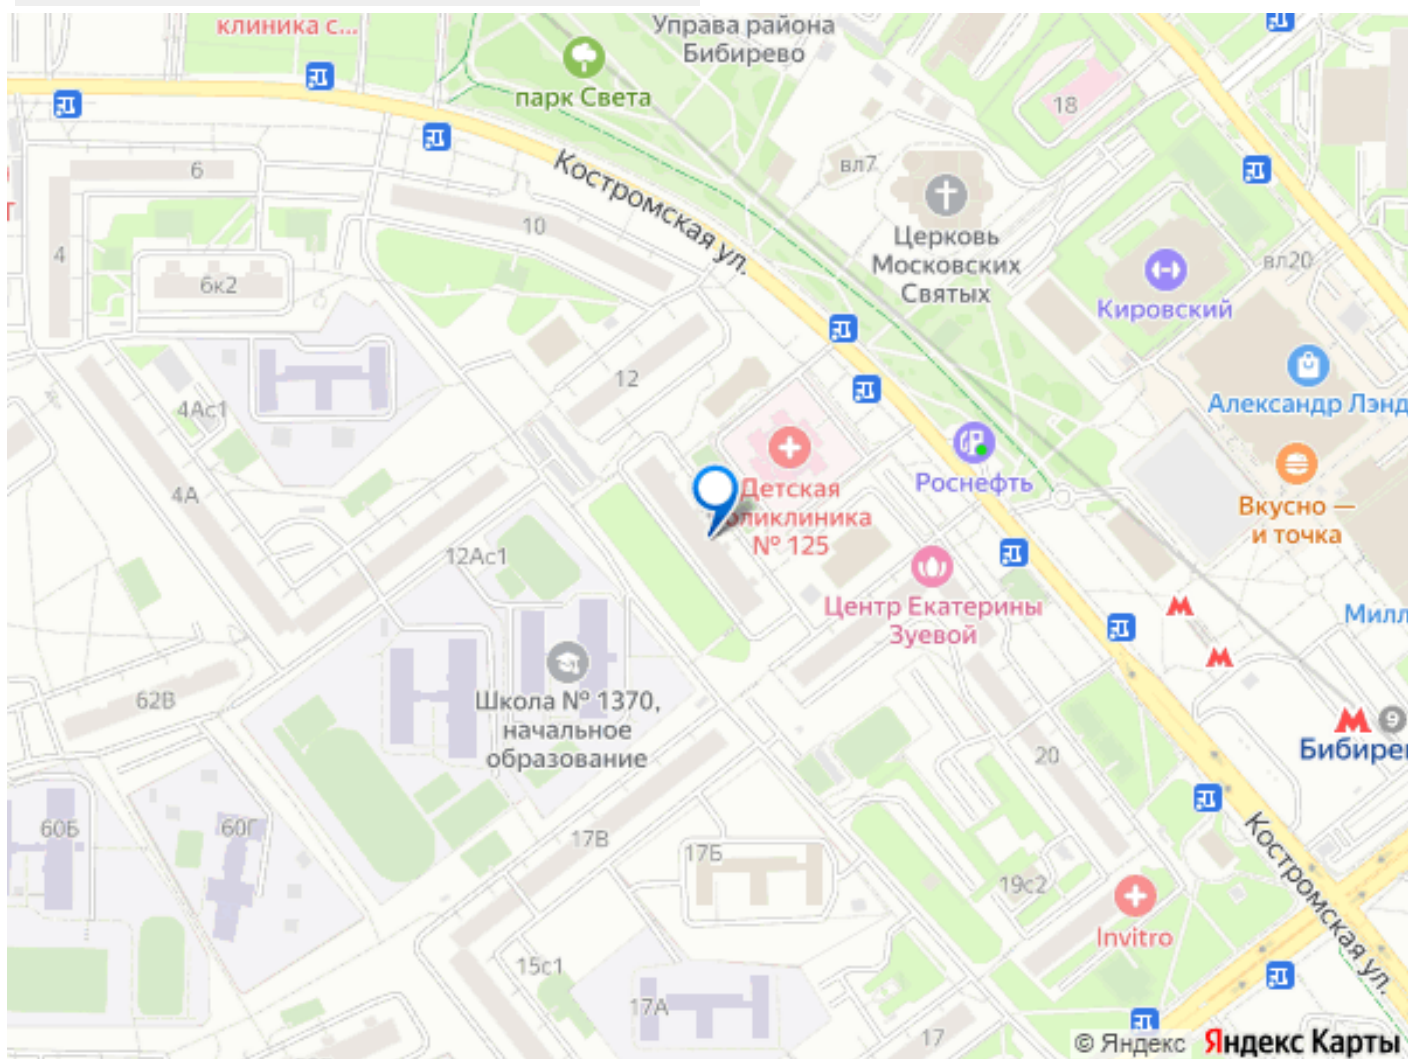 клиника с...
Управа района
Бибирево
парк Света
18
Костромская ул.
вл7
6
10
4
6к2
Церковь
Московских
Святых
вл20
Кировский
12
4Ас1
Александр Лэнд
4А
Детская
поликлиника
№ 125
Роснефть
Вкусно —
и точка
12Ас1
Центр Екатерины
Зуевой
Милл
62В
Школа № 1370,
начальное
образование
9
Бибире
20
60Б
60Г
17В
17Б
19с2
Костромская ул.
Invitro
15с1
17А
17
© Яндекс Яндекс Карты